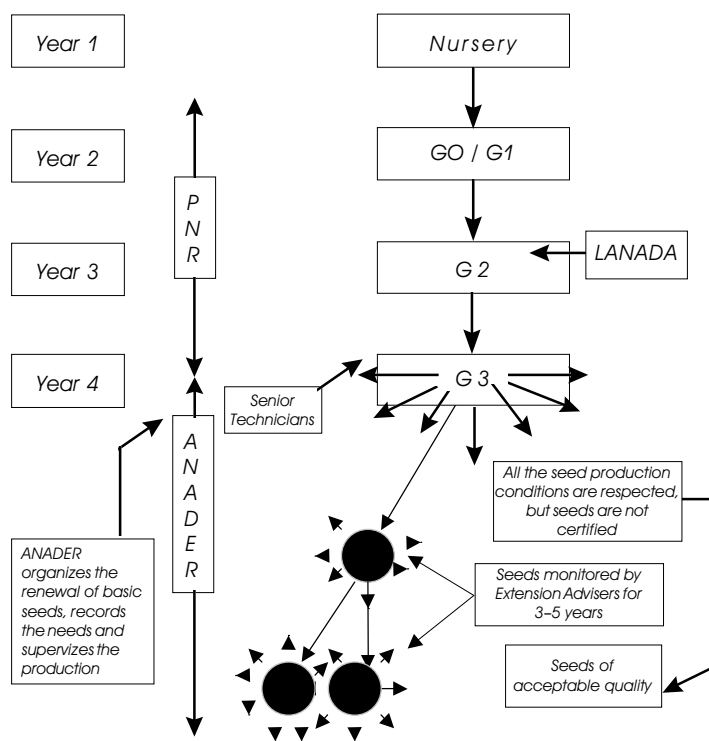 Year 1
Nursery
Year 2
GO / G1
P
N
R
Year 3
G 2
LANADA
Year 4
G 3
Senior
Technicians
A
N
A
D
E
R
All the seed production
conditions are respected,
but seeds are not
certified
ANADER
organizes the
renewal of basic
seeds, records
the needs and
supervizes the
production
Seeds monitored by
Extension Advisers for
3–5 years
Seeds of
acceptable quality